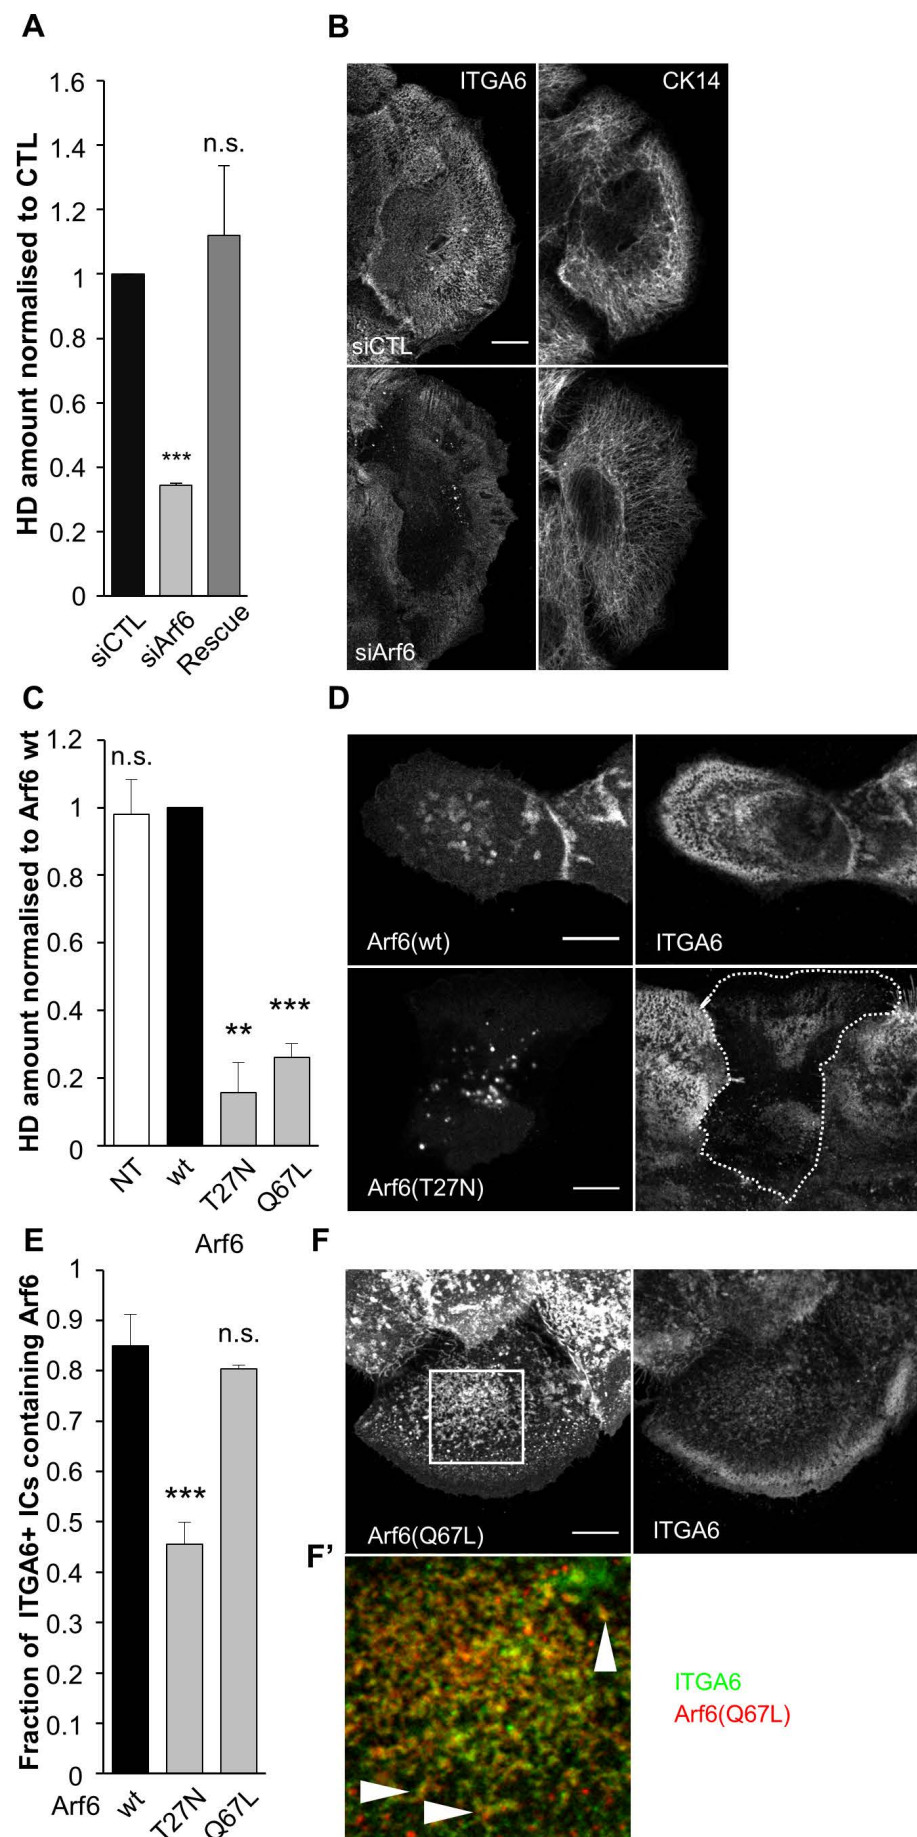 A
HD amount normalised to CTL
1.6
1.4
1.2
1
0.8
0.6
0.4
0.2
0
n.s.
***
siCTL
siArf6
Rescue
B
ITGA6
CK14
siCTL
siArf6
C
HD amount normalised to Arf6 wt
1.2
1
0.8
0.6
0.4
0.2
0
n.s.
**
***
NT
wt
T27N
Q67L
Arf6
D
Arf6(wt)
ITGA6
Arf6(T27N)
E
Fraction of ITGA6+ ICs containing Arf6
1
0.9
0.8
0.7
0.6
0.5
0.4
0.3
0.2
0.1
0
***
n.s.
Arf6
wt
T27N
Q67L
F
Arf6(Q67L)
ITGA6
F'
ITGA6
Arf6(Q67L)